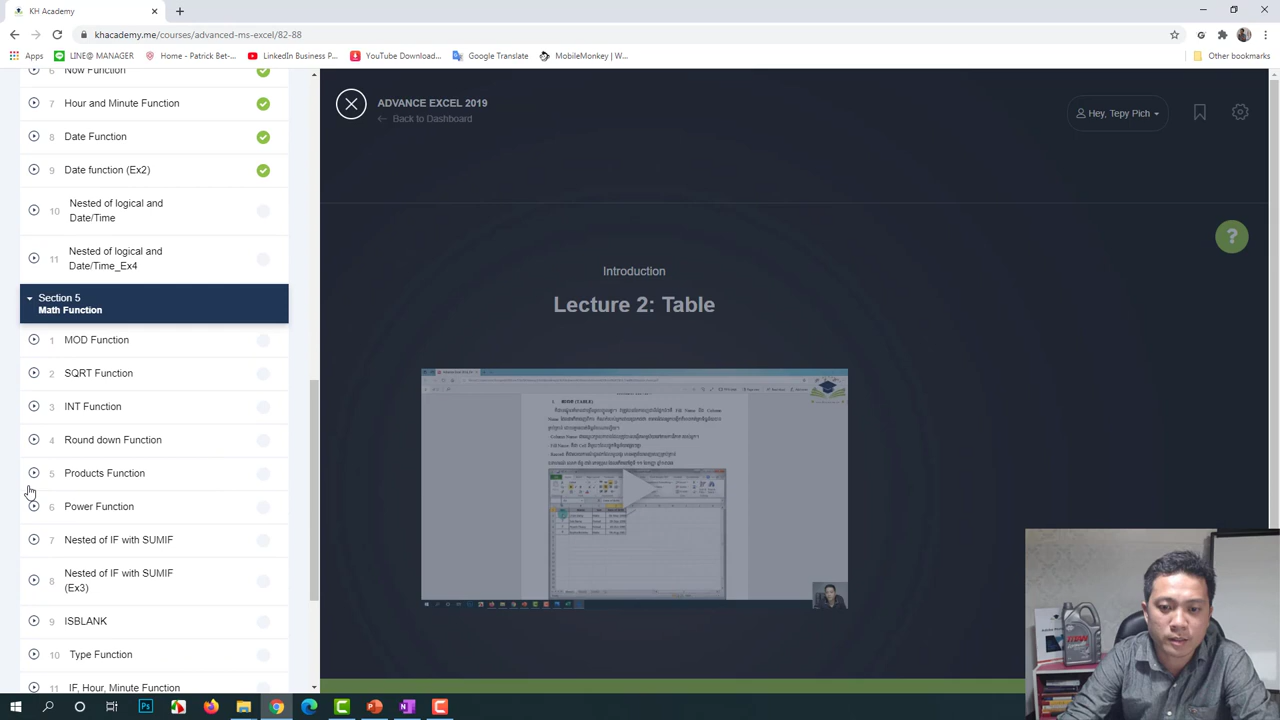 KH Academy
khacademy.me/courses/advanced-ms-excel/82-88
Apps
LINE@ MANAGER
Home - Patrick Bet-...
LinkedIn Business P...
YouTube Download...
Google Translate
MobileMonkey | W...
Other bookmarks
6 Now Function
7 Hour and Minute Function
8 Date Function
9 Date function (Ex2)
10 Nested of logical and
Date/Time
11 Nested of logical and
Date/Time_Ex4
Section 5
Math Function
1 MOD Function
2 SQRT Function
3 INT Function
4 Round down Function
5 Products Function
6 Power Function
7 Nested of IF with SUMIF
8 Nested of IF with SUMIF
(Ex3)
9 ISBLANK
10 Type Function
11 IF, Hour, Minute Function
ADVANCE EXCEL 2019
Back to Dashboard
Hey, Tepy Pich
?
Introduction
Lecture 2: Table